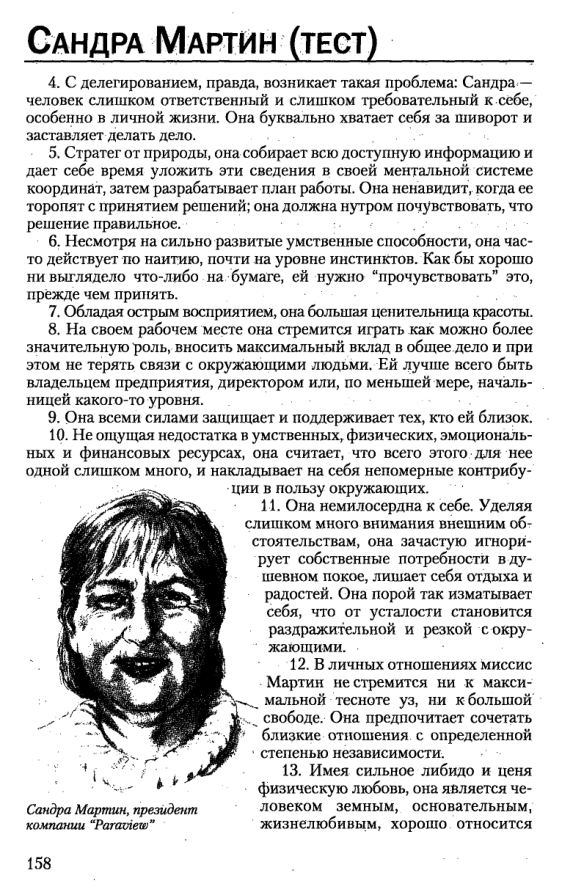 САНДРА МАРТИН (ТЕСТ)
4. С делегированием, правда, возникает такая проблема: Сандра —
человек слишком ответственный и слишком требовательный к себе,
особенно в личной жизни. Она буквально хватает себя за шиворот и
заставляет делать дело.
5. Стратег от природы, она собирает всю доступную информацию и
дает себе время уложить эти сведения в своей ментальной системе
координат, затем разрабатывает план работы. Она ненавидит, когда ее
торопят с принятием решений; она должна нутром почувствовать, что
решение правильное.
6. Несмотря на сильно развитые умственные способности, она час-
то действует по наитию, почти на уровне инстинктов. Как бы хорошо
ни выглядело что-либо на бумаге, ей нужно “прочувствовать” это,
прежде чем принять.
7. Обладая острым восприятием, она большая ценительница красоты.
8. На своем рабочем месте она стремится играть как можно более
значительную роль, вносить максимальный вклад в общее дело и при
этом не терять связи с окружающими людьми. Ей лучше всего быть
владельцем предприятия, директором или, по меньшей мере, началь-
ницей какого-то уровня.
9. Она всеми силами защищает и поддерживает тех, кто ей близок.
10. Не ощущая недостатка в умственных, физических, эмоциональ-
ных и финансовых ресурсах, она считает, что всего этого для нее
одной слишком много, и накладывает на себя непомерные контрибу-
ции в пользу окружающих.
11. Она немилосердна к себе. Уделяя
слишком много внимания внешним об-
стоятельствам, она зачастую игнори-
рует собственные потребности в ду-
шевном покое, лишает себя отдыха и
радостей. Она порой так изматывает
себя, что от усталости становится
раздражительной и резкой с окру-
жающими.
12. В личных отношениях миссис
Мартин не стремится ни к макси-
мальной тесноте уз, ни к большой
свободе. Она предпочитает сочетать
близкие отношения с определенной
степенью независимости.
13. Имея сильное либидо и ценя
физическую любовь, она является че-
ловеком земным, основательным,
жизнелюбивым, хорошо относится
Сандра Мартин, президент
компании “Paraview”
158